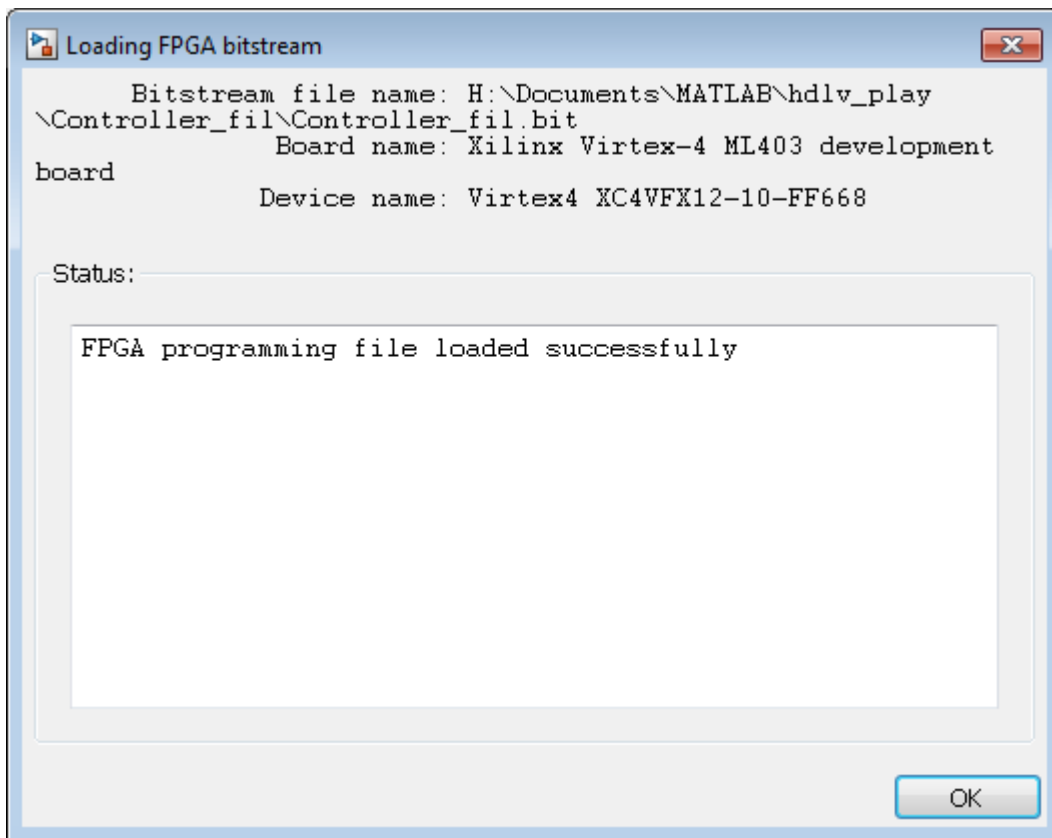 Loading FPGA bitstream
Bitstream file name: H:\Documents\MATLAB\hdlv_play
\Controller_fil\Controller_fil.bit
Board name: Xilinx Virtex-4 ML403 development
board
Device name: Virtex4 XC4VFX12-10-FF668
Status:
FPGA programming file loaded successfully
OK